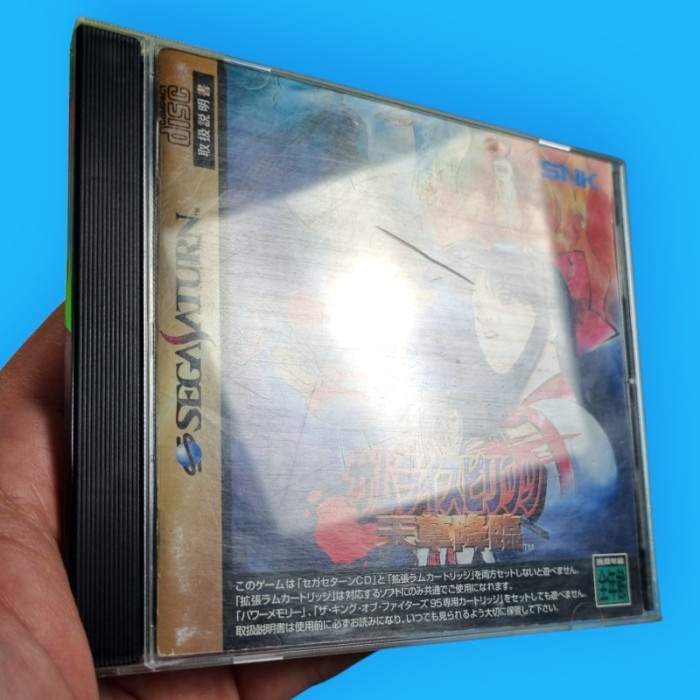 COMPACT
disc
取扱説明書
SEGA SATURN™
SNK
サムライスピリッツ
天草降臨
TM
このゲームは「セガサターンCD」と「拡張ラムカートリッジ」を両方セットしないと遊べません。
「拡張ラムカートリッジ」は対応するソフトにのみ共通でご使用になれます。
「パワーメモリー」、「ザ・キング・オブ・ファイターズ'95専用カートリッジ」をセットしても遊べません。
取扱説明書は使用前に必ずお読みになり、いつでも見られるよう大切に保管して下さい。
推奨年齢